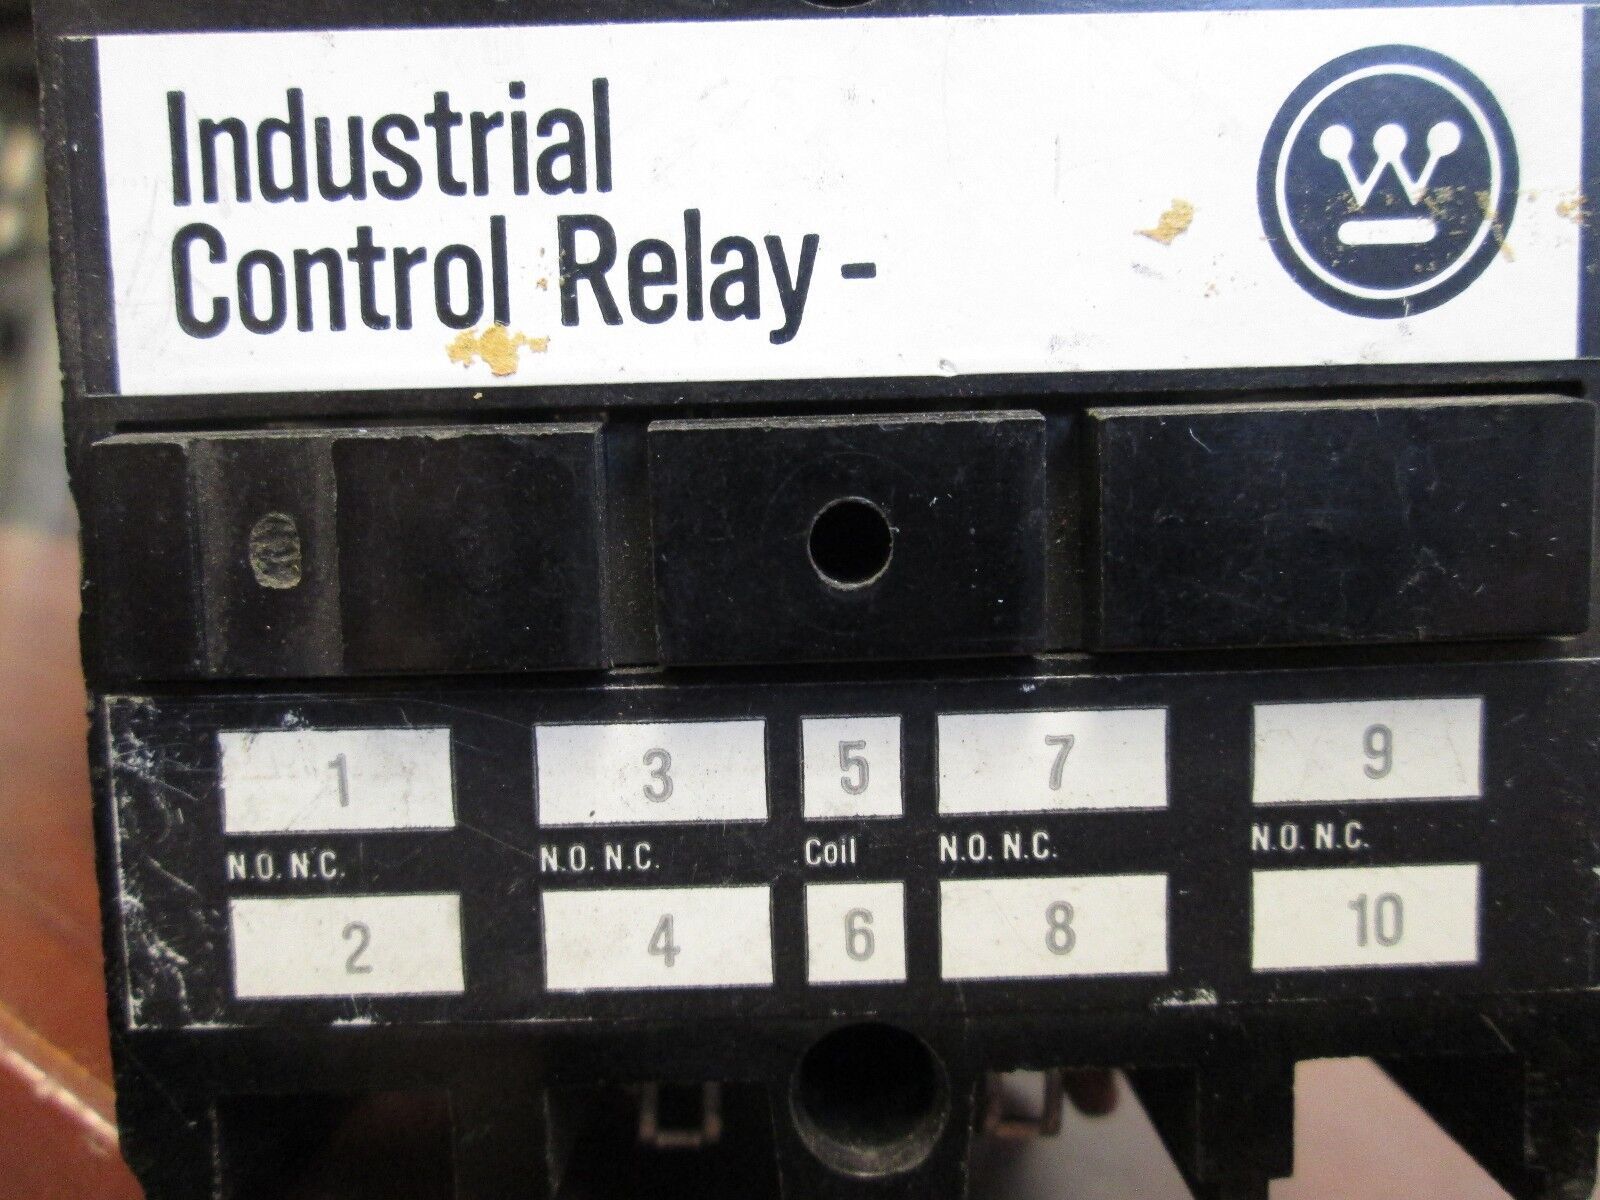 Industrial
Control Relay-
W
1 3 5 7 9
N.O. N.C. N.O. N.C. Coil N.O. N.C. N.O. N.C.
2 4 6 8 10